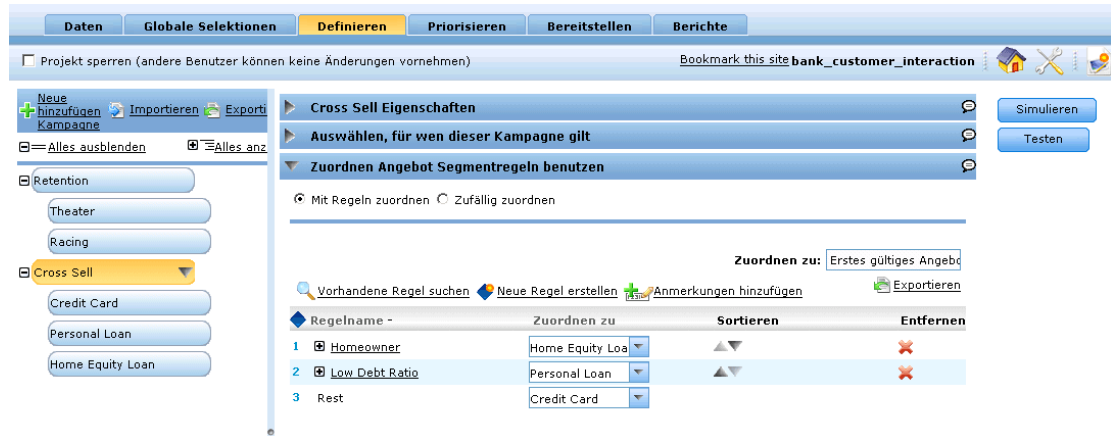 Daten Globale Selektionen Definieren Priorisieren Bereitstellen Berichte
Projekt sperren (andere Benutzer können keine Änderungen vornehmen) Bookmark this site bank_customer_interaction
Neue
hinzufügen Importieren Exporti
Kampagne
Alles ausblenden Alles anz
Retention
Theater
Racing
Cross Sell
Credit Card
Personal Loan
Home Equity Loan
Cross Sell Eigenschaften
Auswählen, für wen dieser Kampagne gilt
Zuordnen Angebot Segmentregeln benutzen
Mit Regeln zuordnen Zufällig zuordnen
Zuordnen zu: Erstes gültiges Angebo
Vorhandene Regel suchen Neue Regel erstellen Anmerkungen hinzufügen Exportieren
Regelname - Zuordnen zu Sortieren Entfernen
1 Homeowner Home Equity Loa
2 Low Debt Ratio Personal Loan
3 Rest Credit Card
Simulieren
Testen